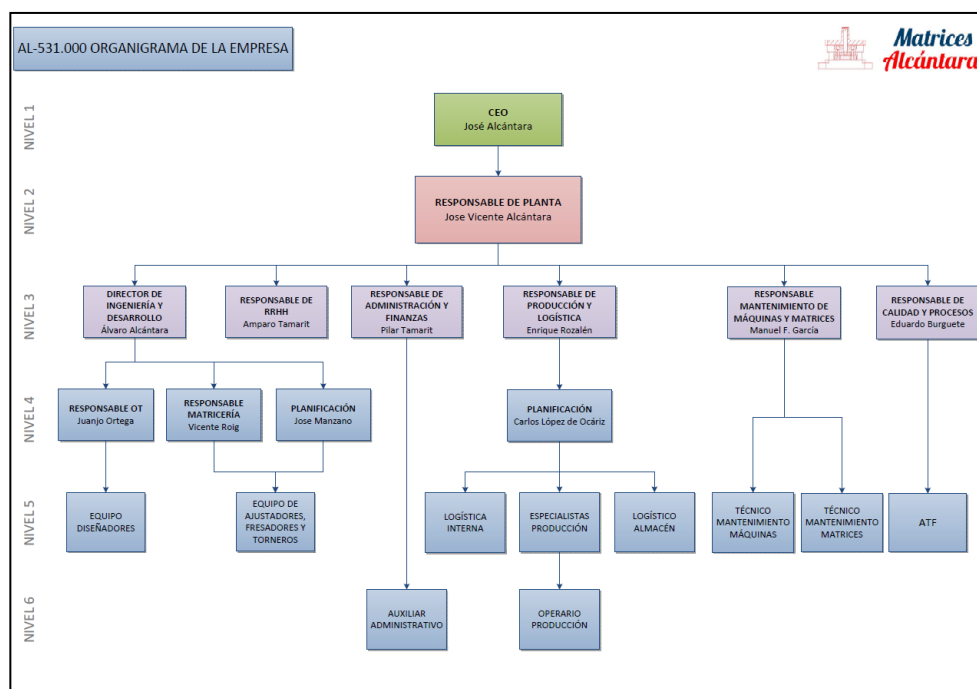 AL-531.000 ORGANIGRAMA DE LA EMPRESA
Matrices
Alcántara
NIVEL 1
CEO
José Alcántara
NIVEL 2
RESPONSABLE DE PLANTA
Jose Vicente Alcántara
NIVEL 3
DIRECTOR DE
INGENIERÍA Y
DESARROLLO
Álvaro Alcántara
RESPONSABLE DE
RRHH
Amparo Tamarit
RESPONSABLE DE
ADMINISTRACIÓN Y
FINANZAS
Pilar Tamarit
RESPONSABLE DE
PRODUCCIÓN Y
LOGÍSTICA
Enrique Rozalén
RESPONSABLE
MANTENIMIENTO DE
MÁQUINAS Y MATRICES
Manuel F. García
RESPONSABLE DE
CALIDAD Y PROCESOS
Eduardo Burguete
NIVEL 4
RESPONSABLE OT
Juanjo Ortega
RESPONSABLE
MATRICERÍA
Vicente Roig
PLANIFICACIÓN
Jose Manzano
PLANIFICACIÓN
Carlos López de Ocáriz
NIVEL 5
EQUIPO
DISEÑADORES
EQUIPO DE
AJUSTADORES,
FRESADORES Y
TORNEROS
LOGÍSTICA
INTERNA
ESPECIALISTAS
PRODUCCIÓN
LOGÍSTICO
ALMACÉN
TÉCNICO
MANTENIMIENTO
MÁQUINAS
TÉCNICO
MANTENIMIENTO
MATRICES
ATF
NIVEL 6
AUXILIAR
ADMINISTRATIVO
OPERARIO
PRODUCCIÓN